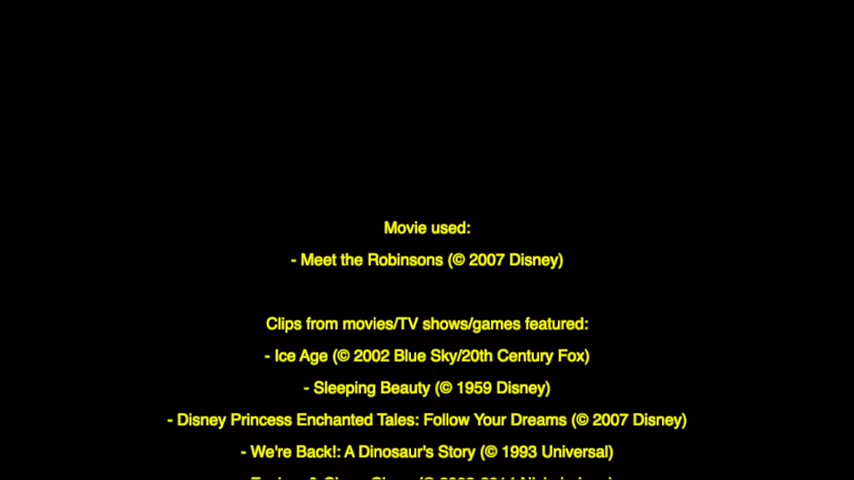 Movie used:
- Meet the Robinsons (© 2007 Disney)
Clips from movies/TV shows/games featured:
- Ice Age (© 2002 Blue Sky/20th Century Fox)
- Sleeping Beauty (© 1959 Disney)
- Disney Princess Enchanted Tales: Follow Your Dreams (© 2007 Disney)
- We're Back!: A Dinosaur's Story (© 1993 Universal)